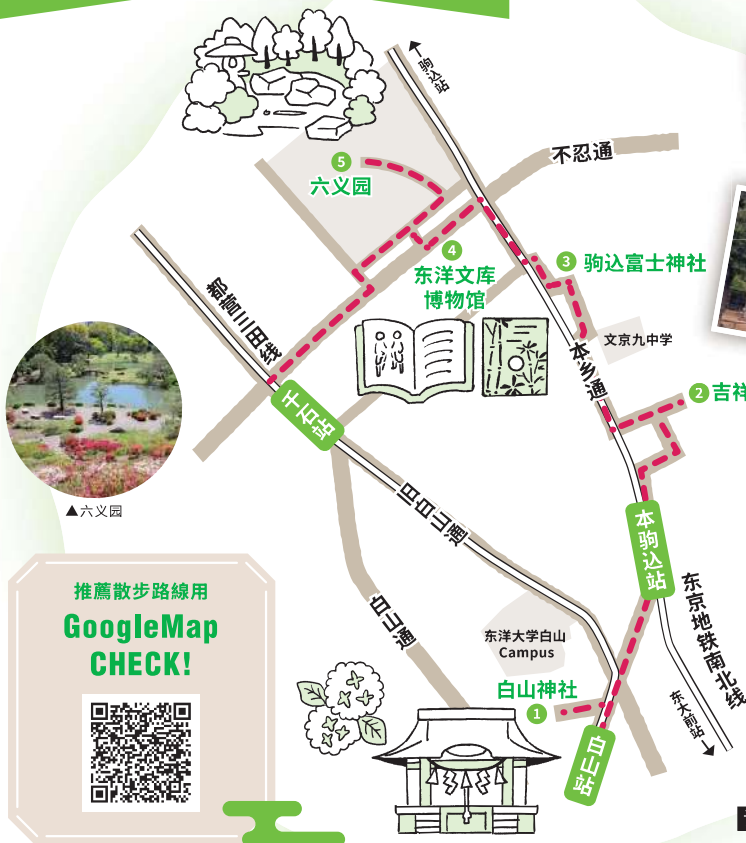 驹込站
不忍通
5
六义园
4
东洋文库
博物馆
3 驹込富士神社
都营三田线
文京九中学
本乡通
2 吉祥
千石站
▲六义园
旧白山通
本驹込站
推薦散步路線用
GoogleMap
CHECK!
白山通
东京地铁南北线
东洋大学白山
Campus
白山神社
1
东大前站
白山站